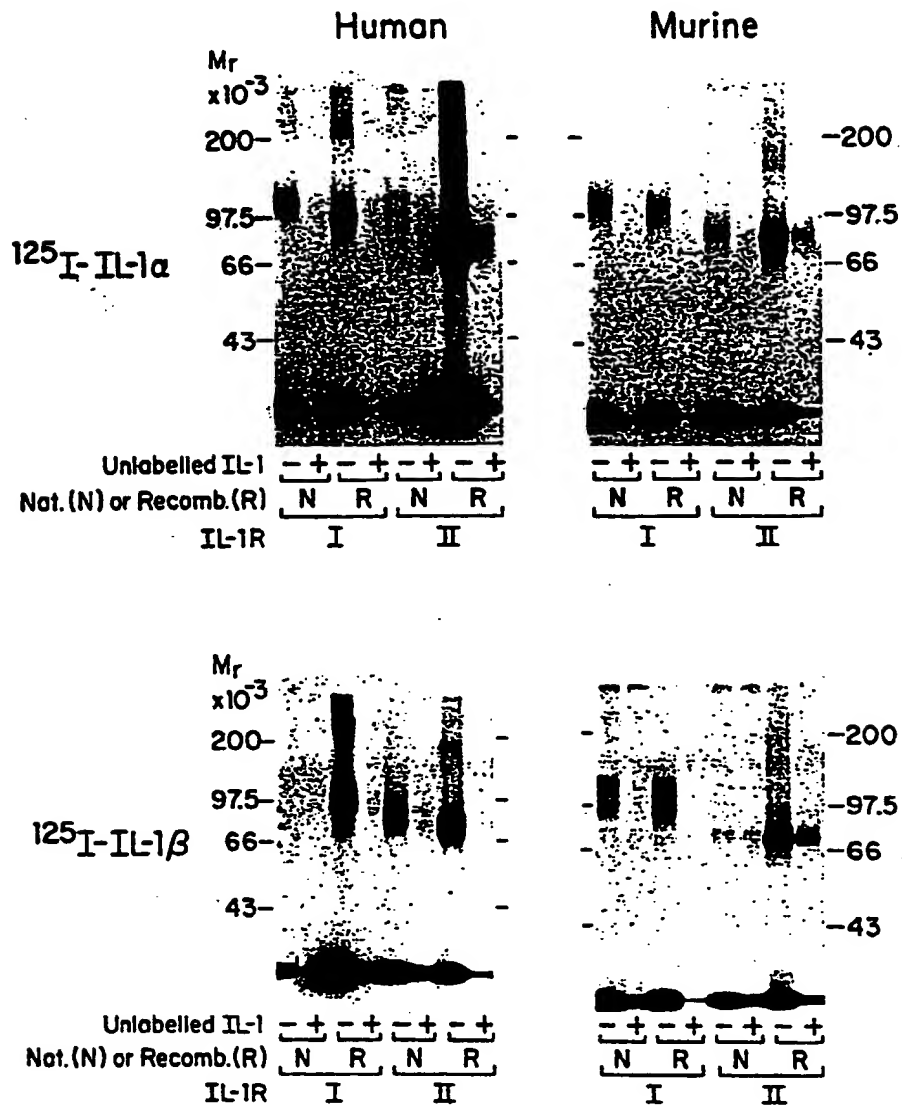 Human Murine
Mr
x10⁻³
200– –200
97.5– –97.5
¹²⁵I-IL-1α
66– –66
43– –43
Unlabelled IL-1 – + – + – + – + – + – + – + – +
Nat.(N) or Recomb.(R) N R N R N R N R
IL-1R I II I II
Mr
x10⁻³
200– –200
97.5– –97.5
¹²⁵I-IL-1β
66– –66
43– –43
Unlabelled IL-1 – + – + – + – + – + – + – + – +
Nat.(N) or Recomb.(R) N R N R N R N R
IL-1R I II I II